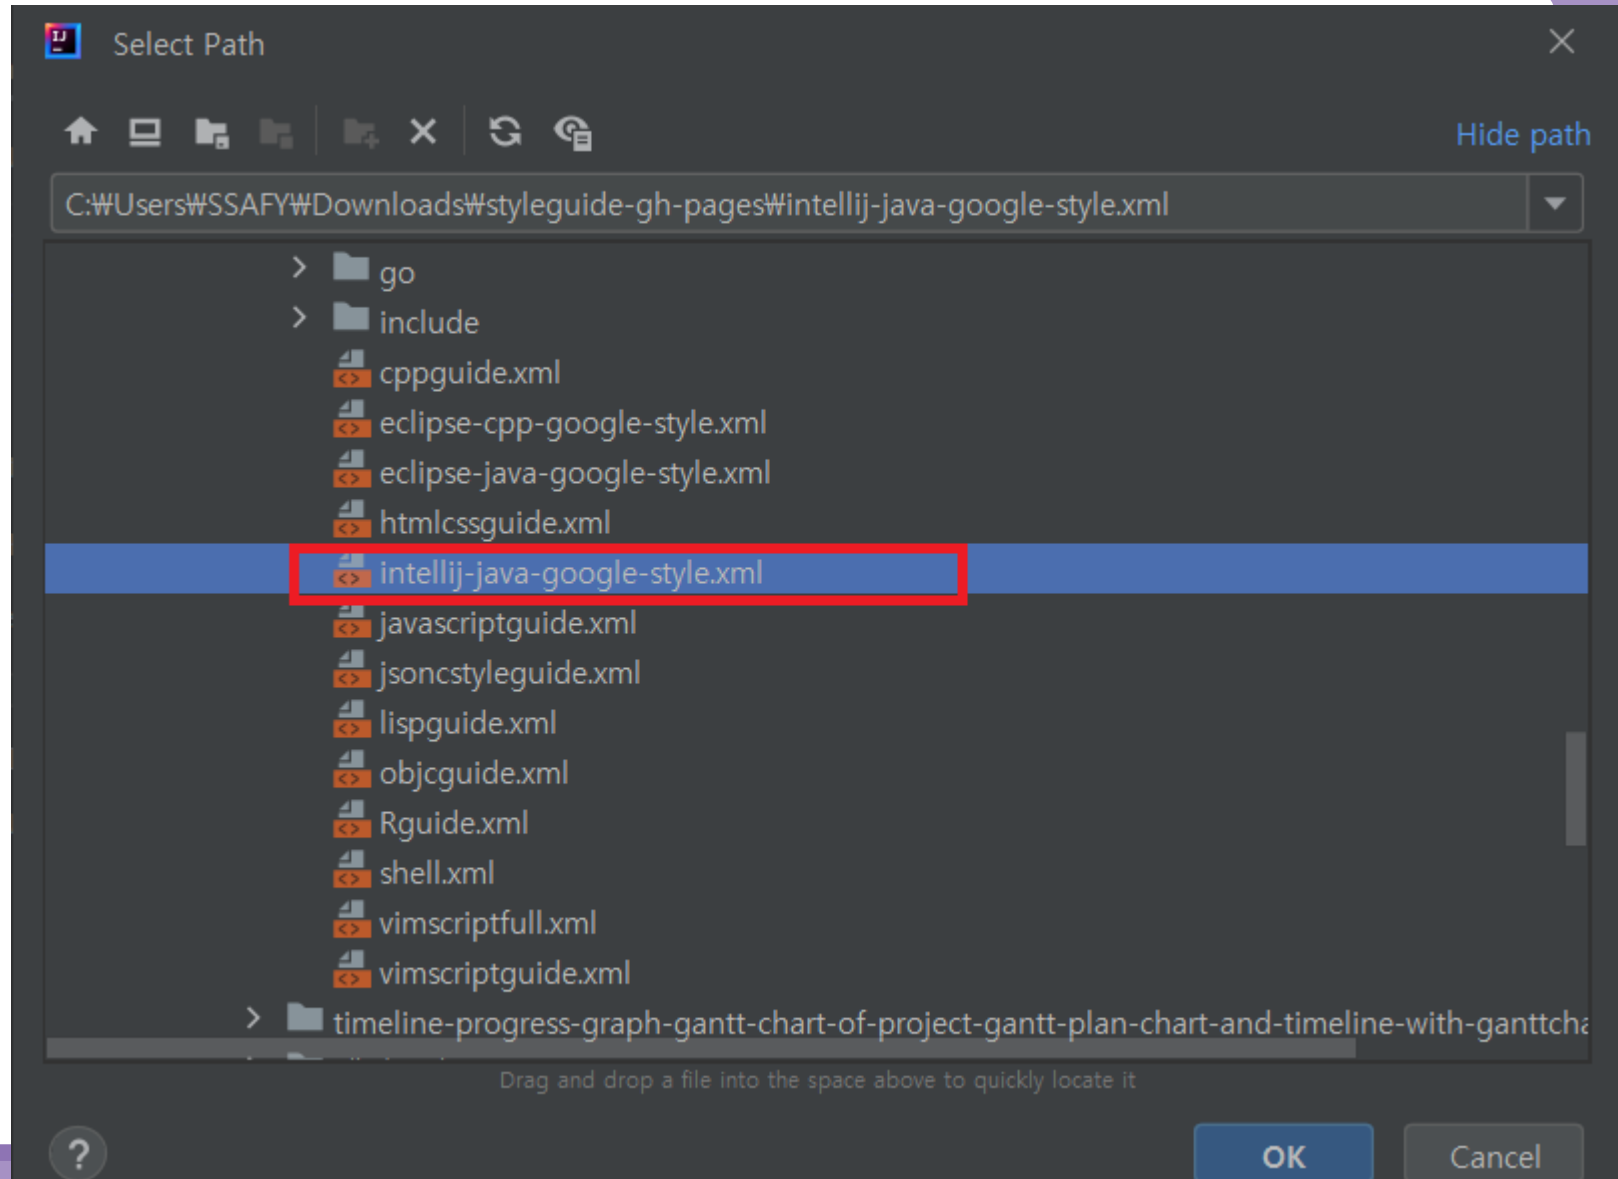 IJ
Select Path
Hide path
C:₩Users₩SSAFY₩Downloads₩styleguide-gh-pages₩intellij-java-google-style.xml
go
include
cppguide.xml
eclipse-cpp-google-style.xml
eclipse-java-google-style.xml
htmlcssguide.xml
intellij-java-google-style.xml
javascriptguide.xml
jsoncstyleguide.xml
lispguide.xml
objcguide.xml
Rguide.xml
shell.xml
vimscriptfull.xml
vimscriptguide.xml
timeline-progress-graph-gantt-chart-of-project-gantt-plan-chart-and-timeline-with-ganttcha
Drag and drop a file into the space above to quickly locate it
?
OK
Cancel